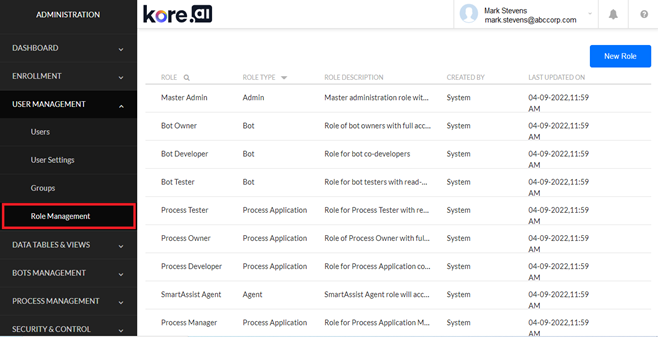 ADMINISTRATION
kore.ai
Mark Stevens
mark.stevens@abccorp.com
DASHBOARD
ENROLLMENT
USER MANAGEMENT
Users
User Settings
Groups
Role Management
DATA TABLES & VIEWS
BOTS MANAGEMENT
PROCESS MANAGEMENT
SECURITY & CONTROL
New Role
ROLE ROLE TYPE ROLE DESCRIPTION CREATED BY LAST UPDATED ON
Master Admin Admin Master administration role wit... System 04-09-2022,11:59
AM
Bot Owner Bot Role of bot owners with full acc... System 04-09-2022,11:59
AM
Bot Developer Bot Role for bot co-developers System 04-09-2022,11:59
AM
Bot Tester Bot Role for bot testers with read-... System 04-09-2022,11:59
AM
Process Tester Process Application Role for Process Tester with re... System 04-09-2022,11:59
AM
Process Owner Process Application Role of Process Owner with ful... System 04-09-2022,11:59
AM
Process Developer Process Application Role for Process Application co... System 04-09-2022,11:59
AM
SmartAssist Agent Agent SmartAssist Agent role will acc... System 04-09-2022,11:59
AM
Process Manager Process Application Role for Process Application M... System 04-09-2022,11:59
AM